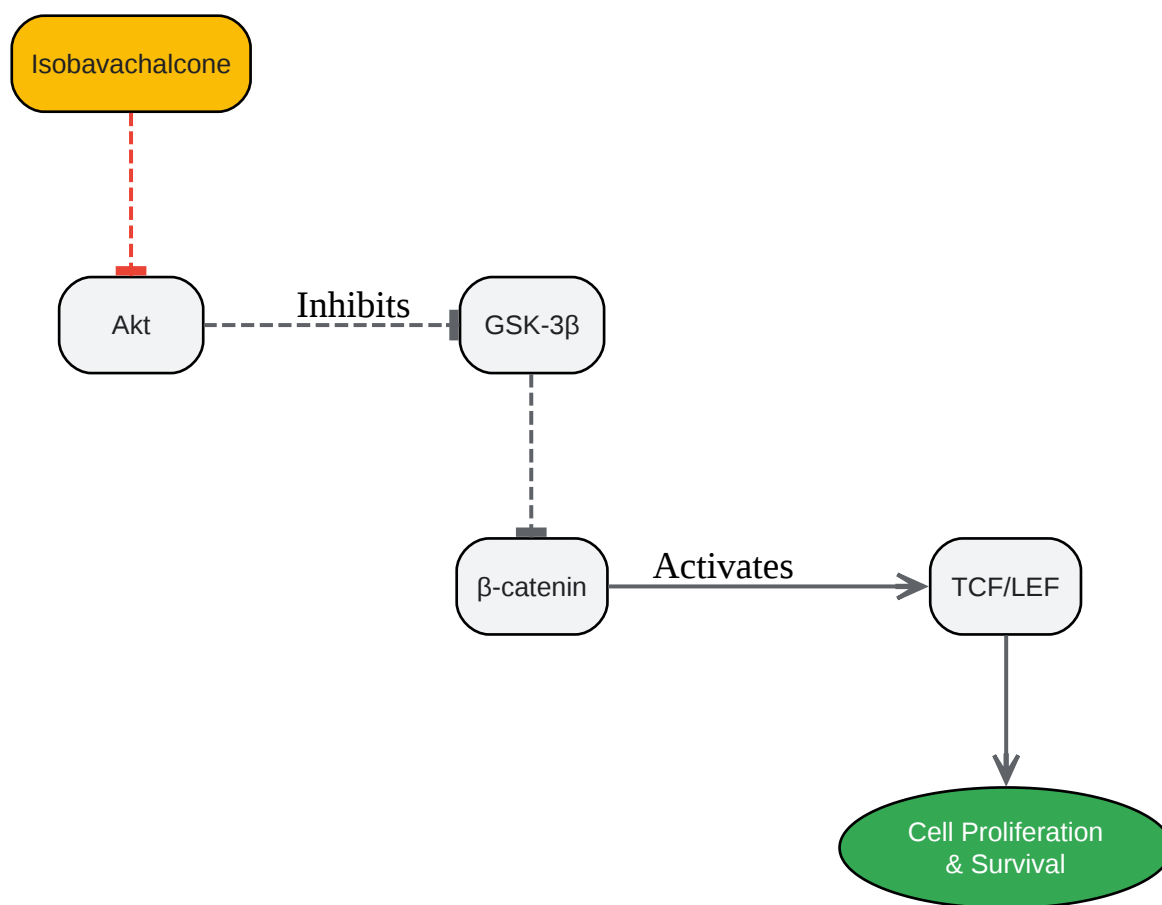 Isobavachalcone
Inhibits
Akt
GSK-3β
Activates
β-catenin
TCF/LEF
Cell Proliferation
& Survival